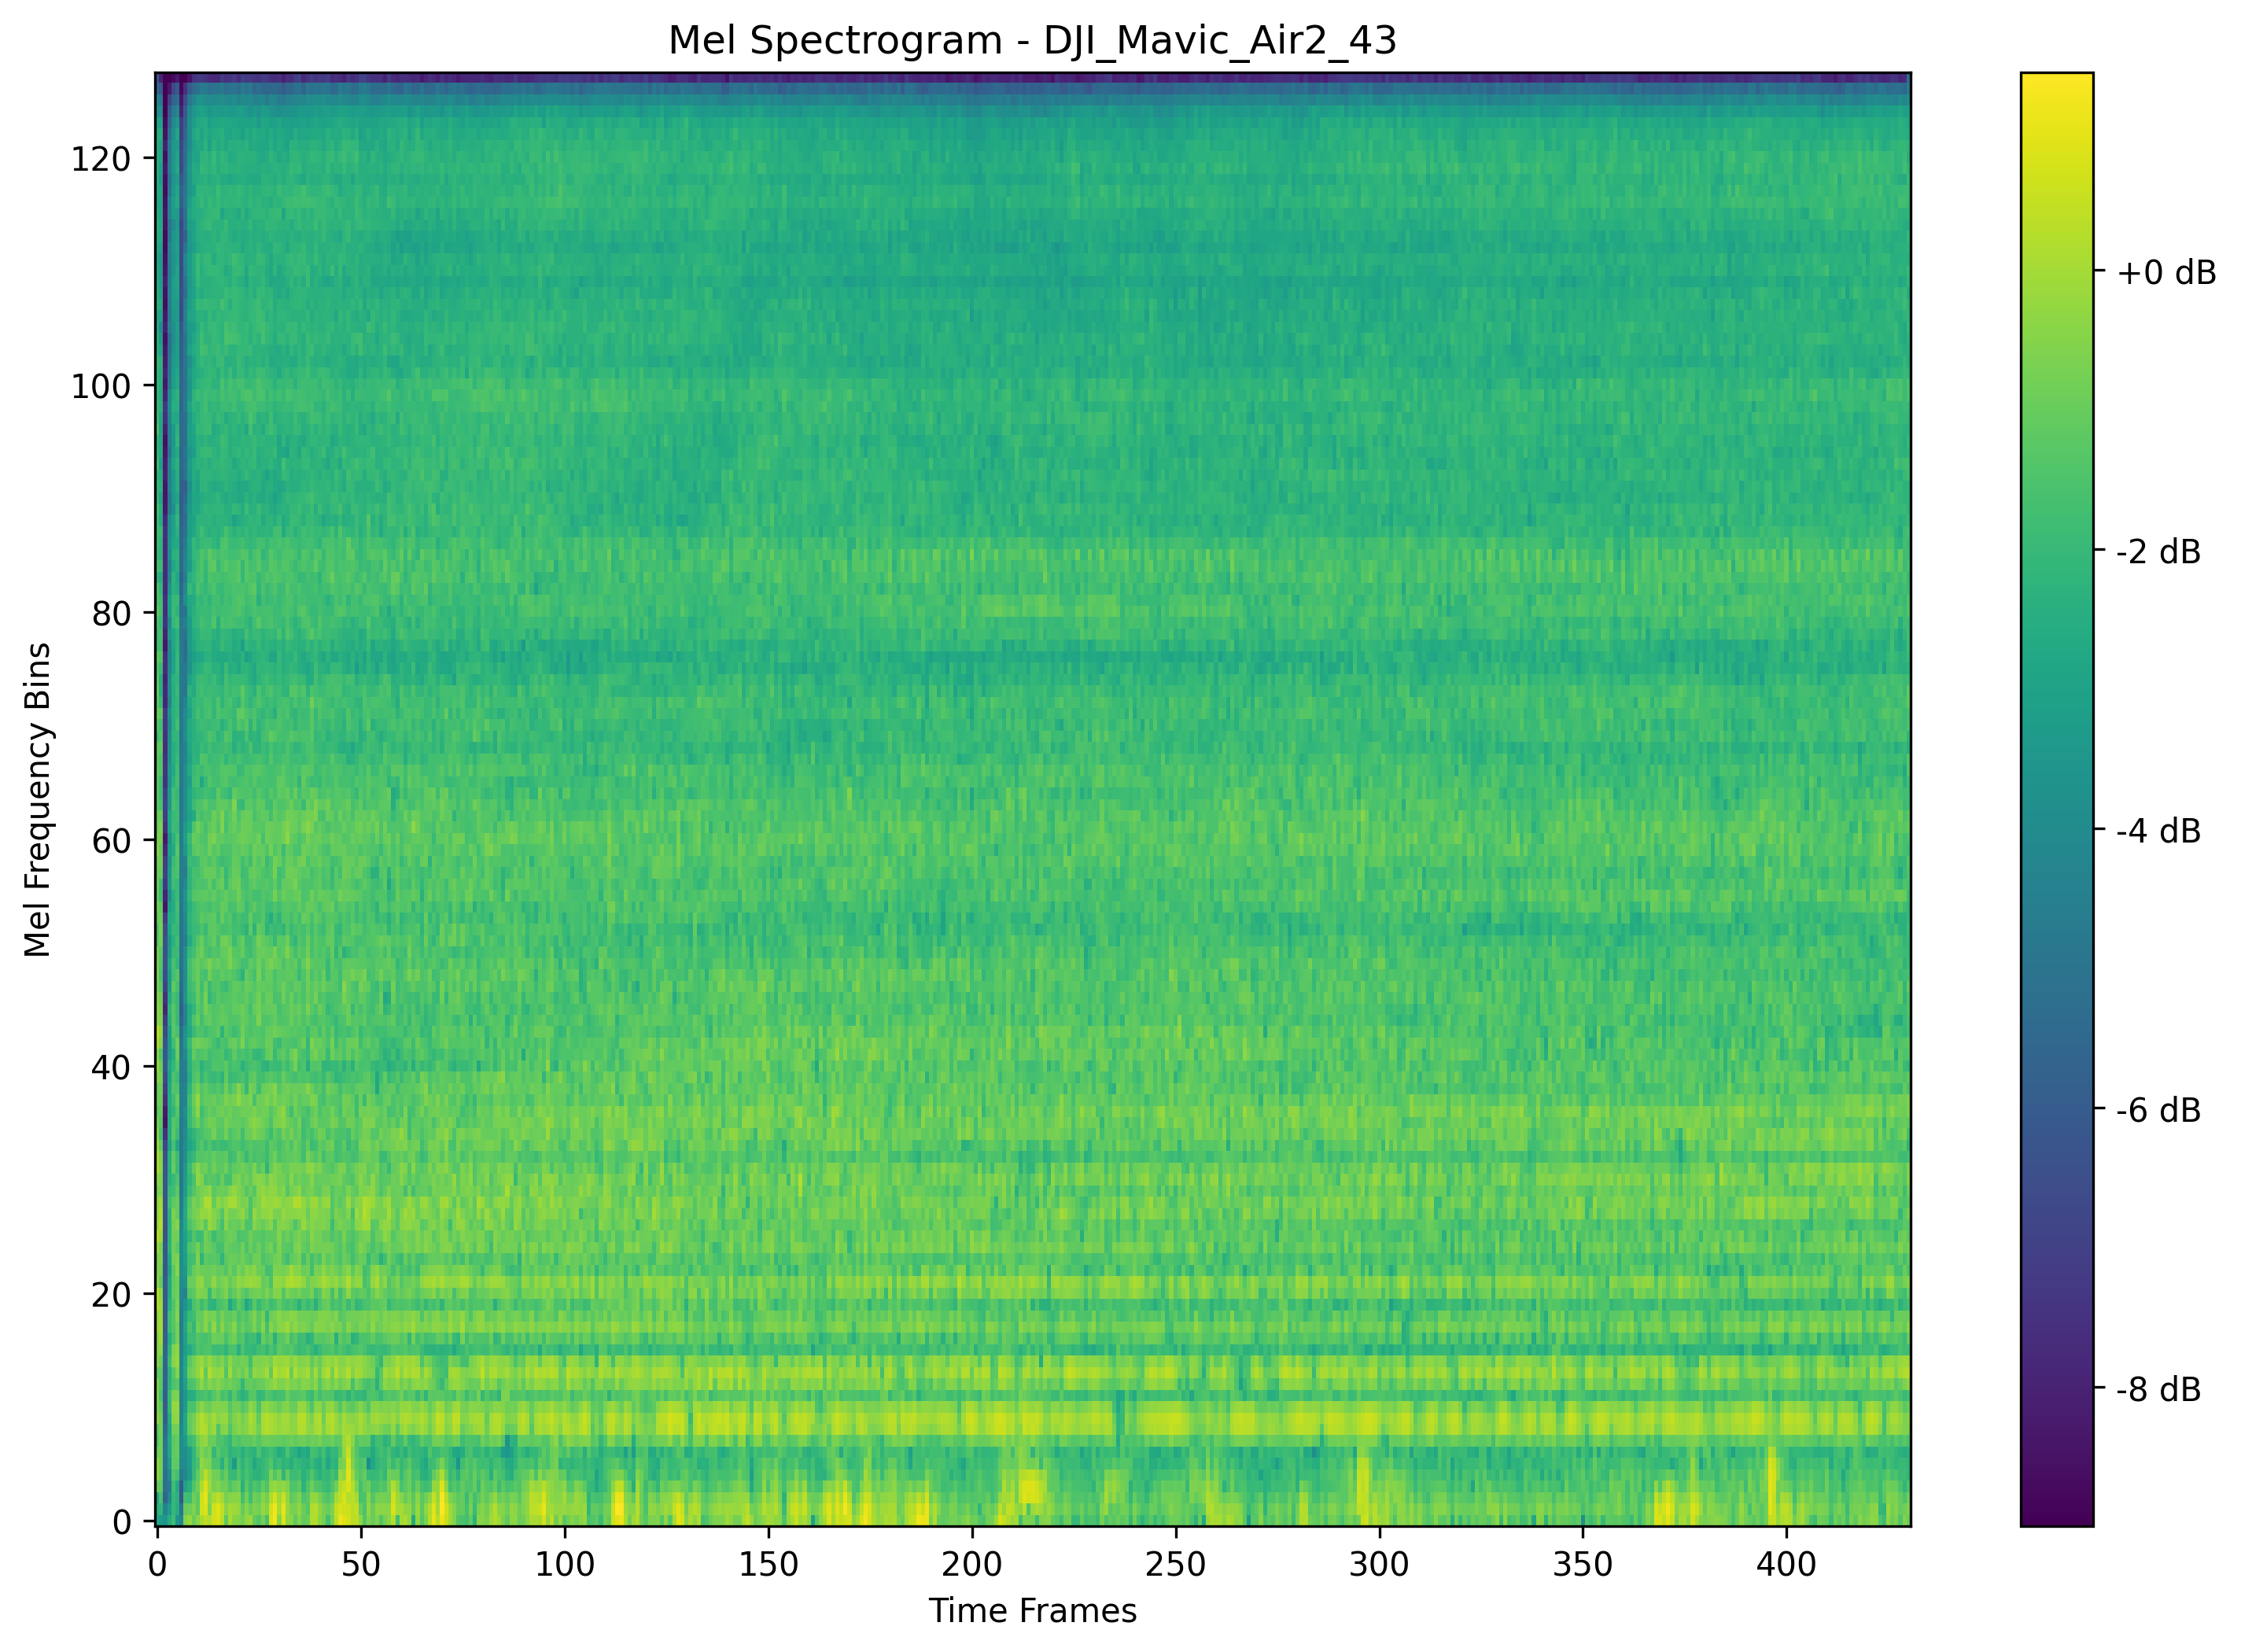 Mel Spectrogram - DJI_Mavic_Air2_43
Mel Frequency Bins
120
100
80
60
40
20
0
0 50 100 150 200 250 300 350 400
Time Frames
+0 dB
-2 dB
-4 dB
-6 dB
-8 dB